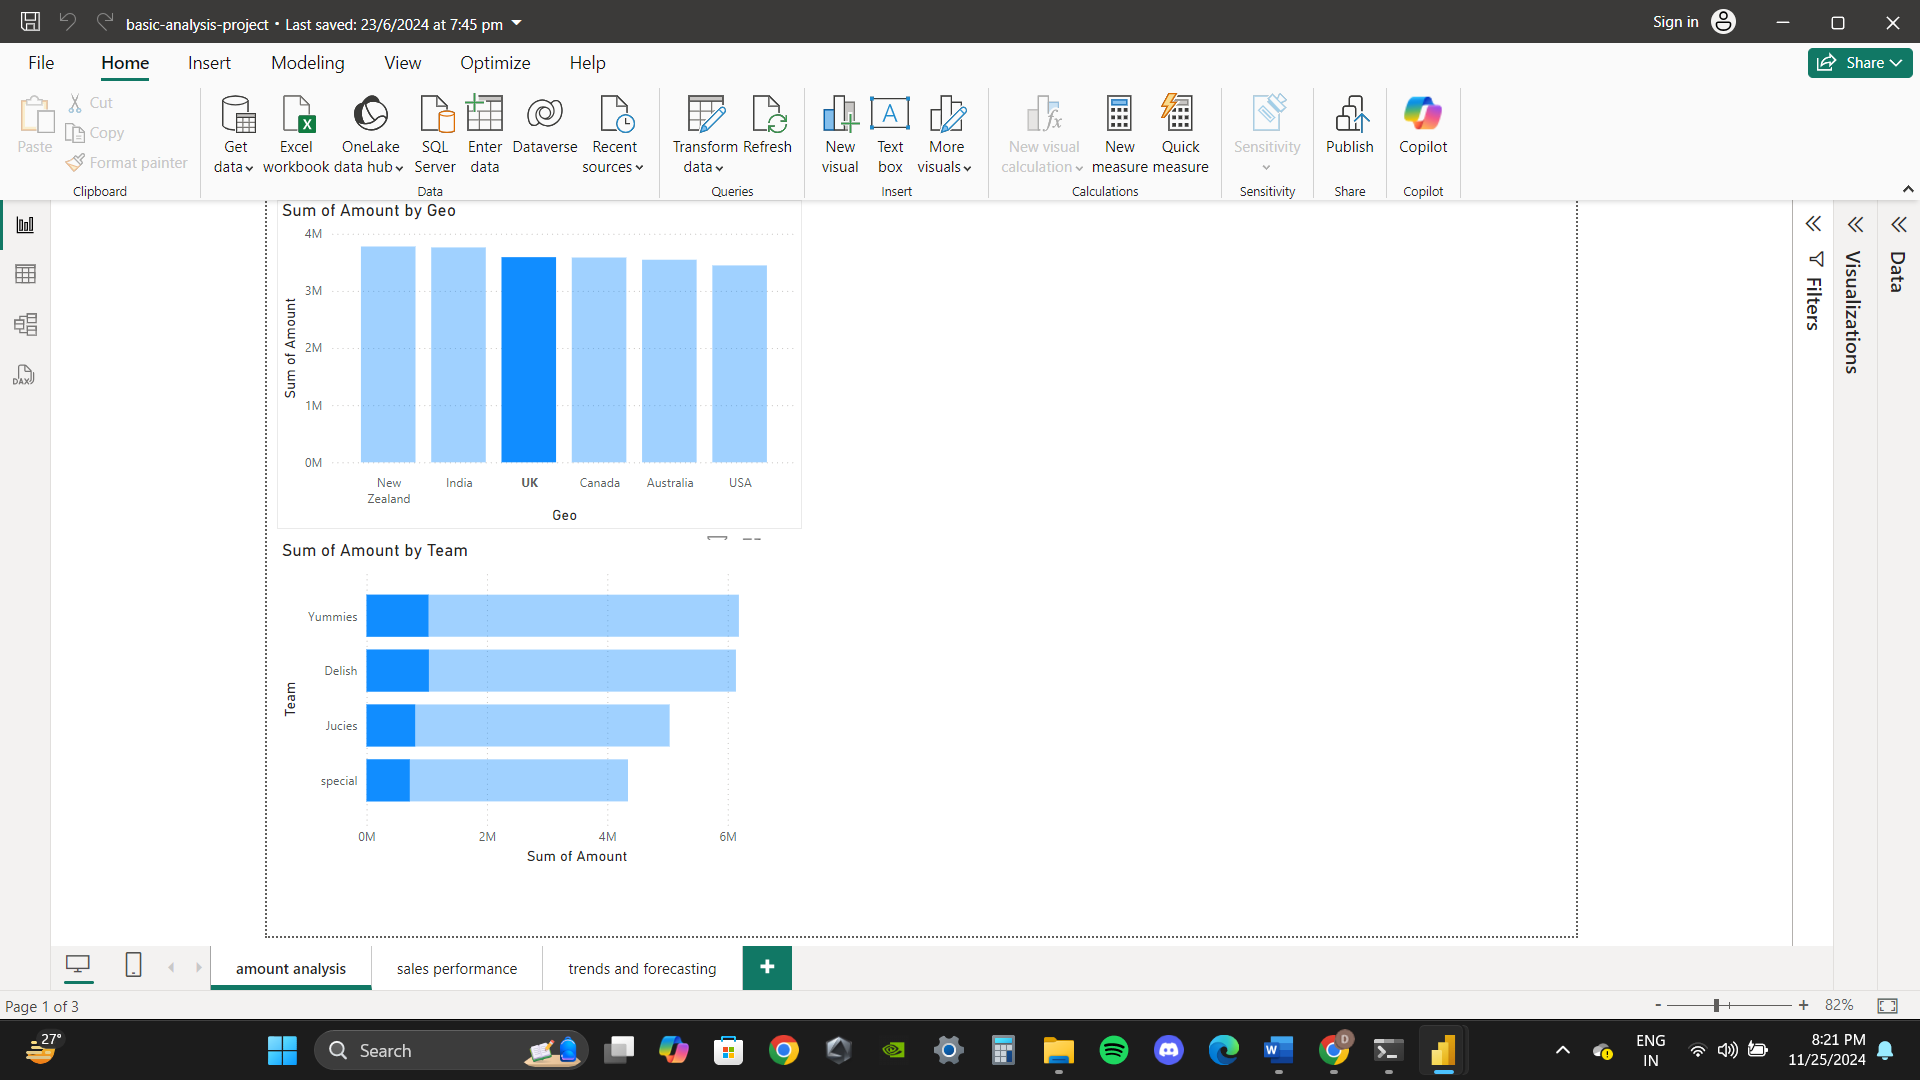 basic-analysis-project • Last saved: 23/6/2024 at 7:45 pm
Sign in
File Home Insert Modeling View Optimize Help
Share
Paste
Cut
Copy
Format painter
Clipboard
Get data
Excel workbook
OneLake data hub
SQL Server
Enter data
Dataverse
Recent sources
Data
Transform data
Refresh
Queries
New visual
Text box
More visuals
Insert
New visual calculation
New measure
Quick measure
Calculations
Sensitivity
Sensitivity
Publish
Share
Copilot
Copilot
DAX
Sum of Amount by Geo
4M
3M
2M
1M
0M
Sum of Amount
New Zealand
India
UK
Canada
Australia
USA
Geo
Sum of Amount by Team
Team
Yummies
Delish
Jucies
special
0M 2M 4M 6M
Sum of Amount
Filters
Visualizations
Data
amount analysis
sales performance
trends and forecasting
+
Page 1 of 3
- + 82%
27°
Search
ENG
IN
8:21 PM
11/25/2024